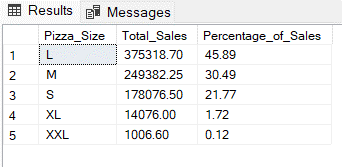 Results Messages
Pizza_Size Total_Sales Percentage_of_Sales
1 L 375318.70 45.89
2 M 249382.25 30.49
3 S 178076.50 21.77
4 XL 14076.00 1.72
5 XXL 1006.60 0.12